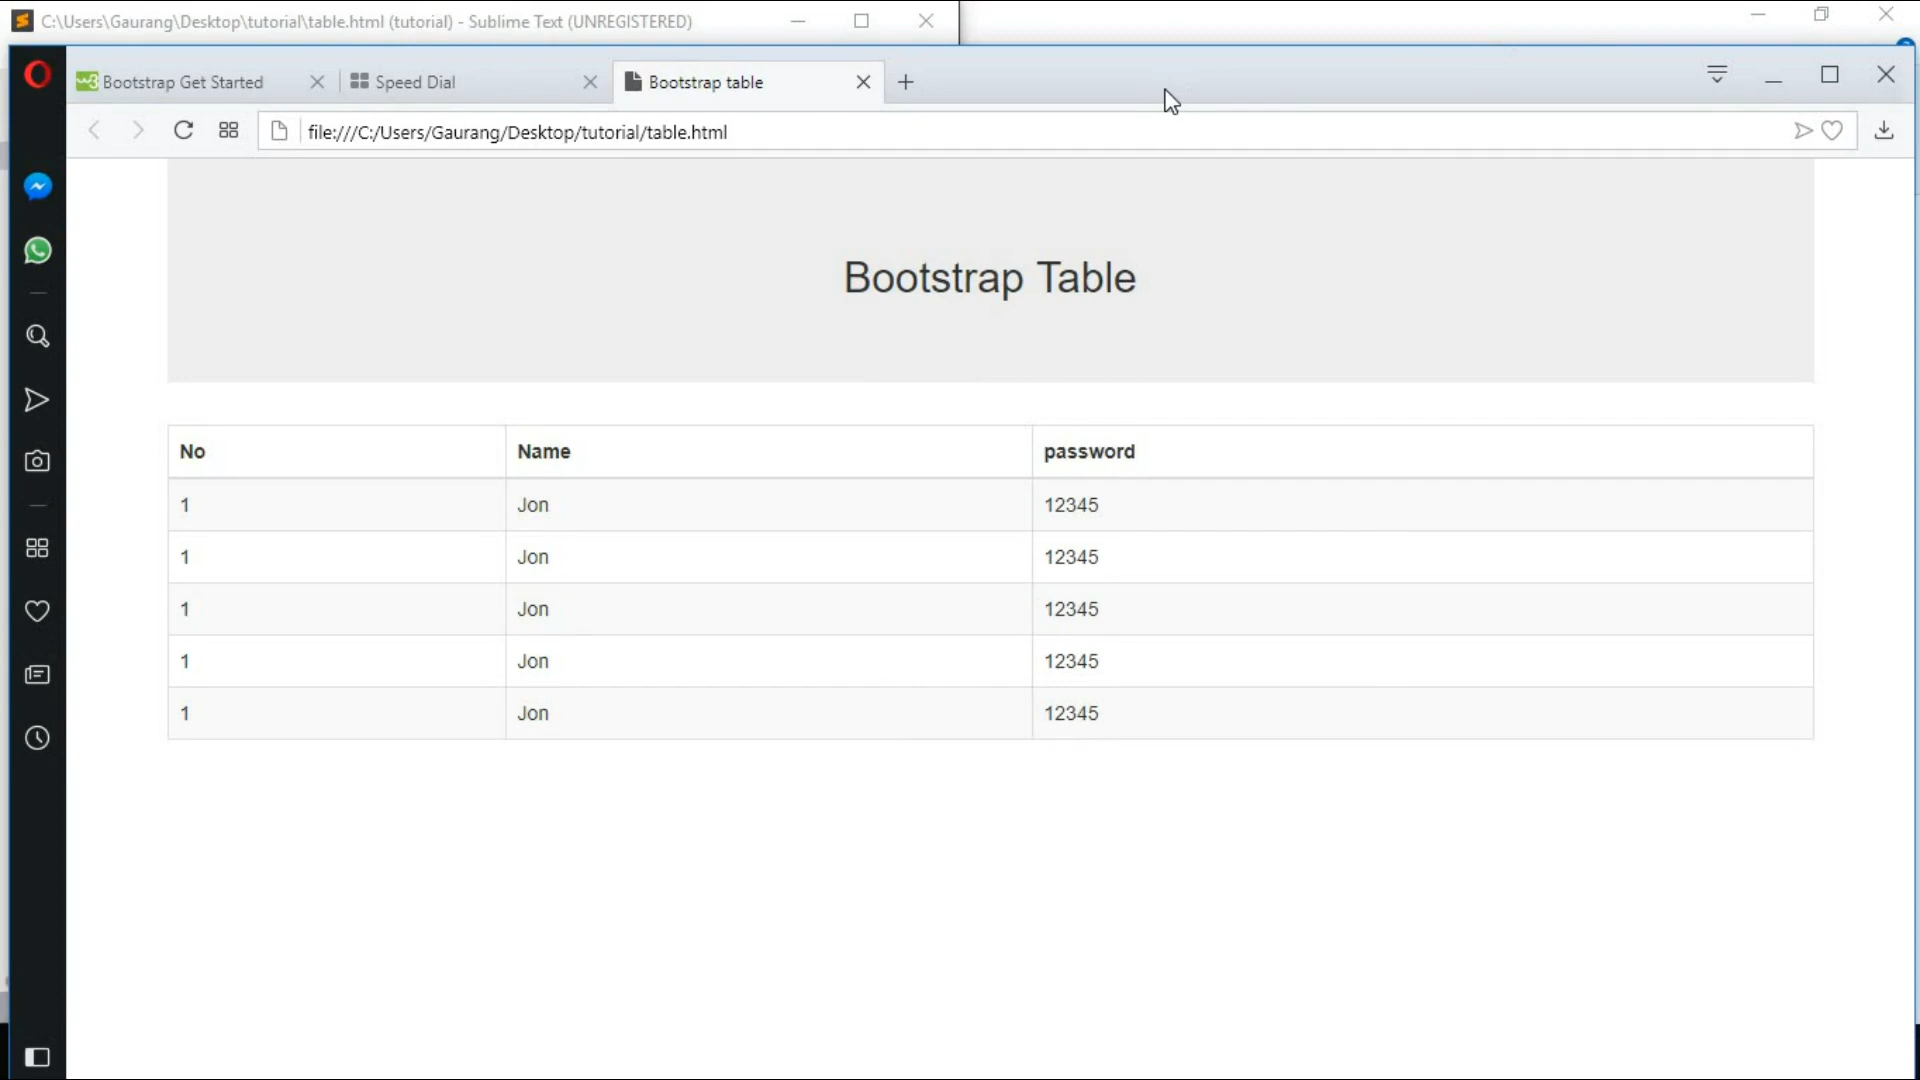 C:\Users\Gaurang\Desktop\tutorial\table.html (tutorial) - Sublime Text (UNREGISTERED)
Bootstrap Get Started
Speed Dial
Bootstrap table
file:///C:/Users/Gaurang/Desktop/tutorial/table.html
Bootstrap Table
No Name password
1 Jon 12345
1 Jon 12345
1 Jon 12345
1 Jon 12345
1 Jon 12345